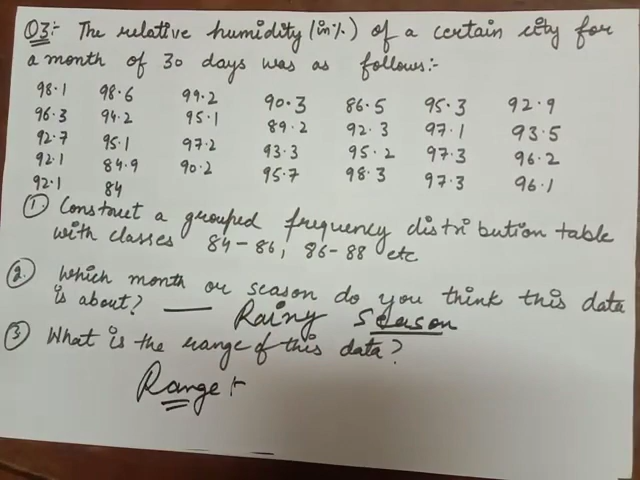 Q3:- The relative humidity (in %) of a certain city for
a month of 30 days was as follows:-
98.1 98.6 99.2 90.3 86.5 95.3 92.9
96.3 94.2 95.1 89.2 92.3 97.1 93.5
92.7 95.1 97.2 93.3 95.2 97.3 96.2
92.1 84.9 90.2 95.7 98.3 97.3 96.1
92.1 84
① Construct a grouped frequency distribution table
with classes 84-86, 86-88 etc
② Which month or season do you think this data
is about? — Rainy Season
③ What is the range of this data?
Range :-